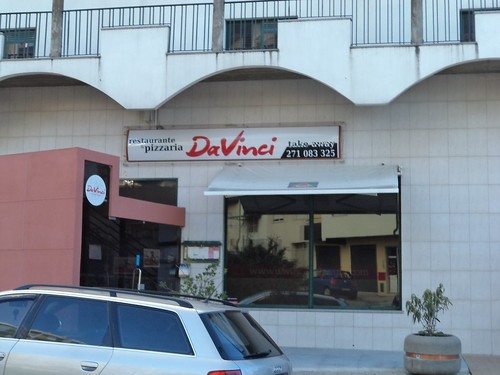 restaurante
pizzaria
DaVinci
take-away
271 083 325
DaVinci